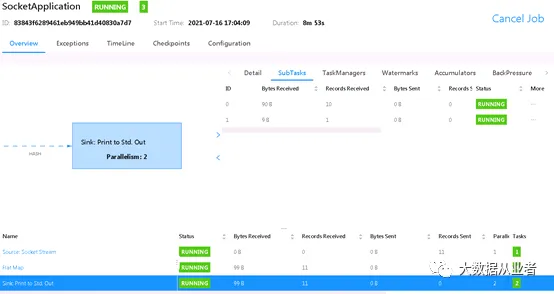 SocketApplication RUNNING 3
ID: 83843f6289461eb949bb41d40830a7d7 Start Time: 2021-07-16 17:04:09 Duration: 8m 53s Cancel Job
Overview Exceptions TimeLine Checkpoints Configuration
Detail SubTasks TaskManagers Watermarks Accumulators BackPressure
ID Bytes Received Records Received Bytes Sent Records S Status More
0 90 B 10 0 B 0 RUNNING ...
1 9 B 1 0 B 0 RUNNING ...
Sink: Print to Std. Out
Parallelism: 2
HASH
Name Status Bytes Received Records Received Bytes Sent Records Sent Paralle Tasks
Source: Socket Stream RUNNING 0 B 0 0 B 11 1 1
Flat Map RUNNING 99 B 11 0 B
Sink: Print to Std. Out RUNNING 99 B 11 0 B 0 2 2
大数据从业者